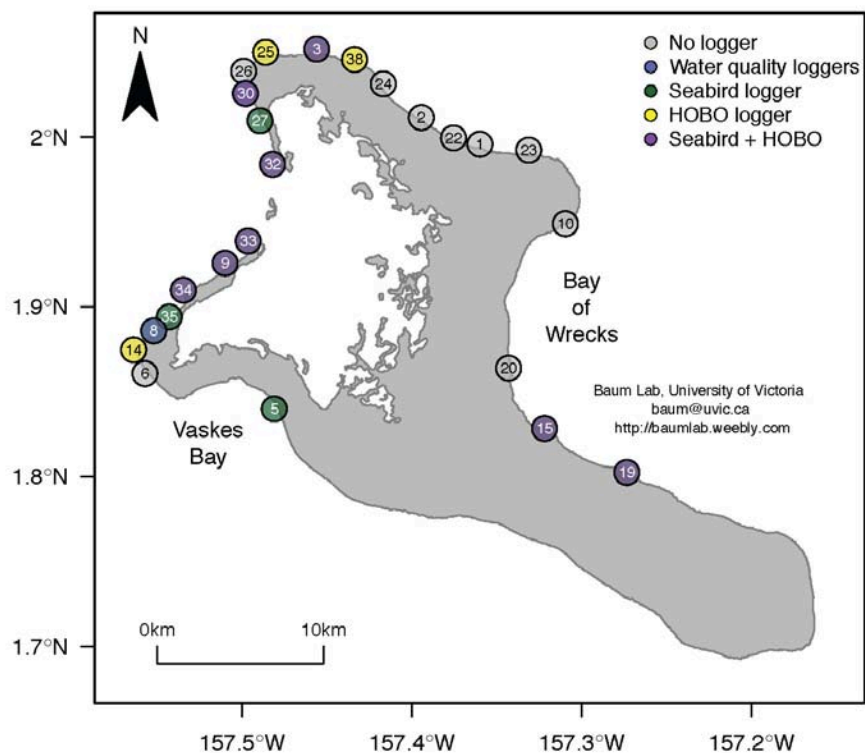 N
25
3
38
26
24
30
27
2
22
1
23
32
10
33
9
34
35
8
14
6
20
5
15
19
No logger
Water quality loggers
Seabird logger
HOBO logger
Seabird + HOBO
Bay
of
Wrecks
Baum Lab, University of Victoria
baum@uvic.ca
http://baumlab.weebly.com
Vaskes
Bay
0km
10km
2°N
1.9°N
1.8°N
1.7°N
157.5°W
157.4°W
157.3°W
157.2°W